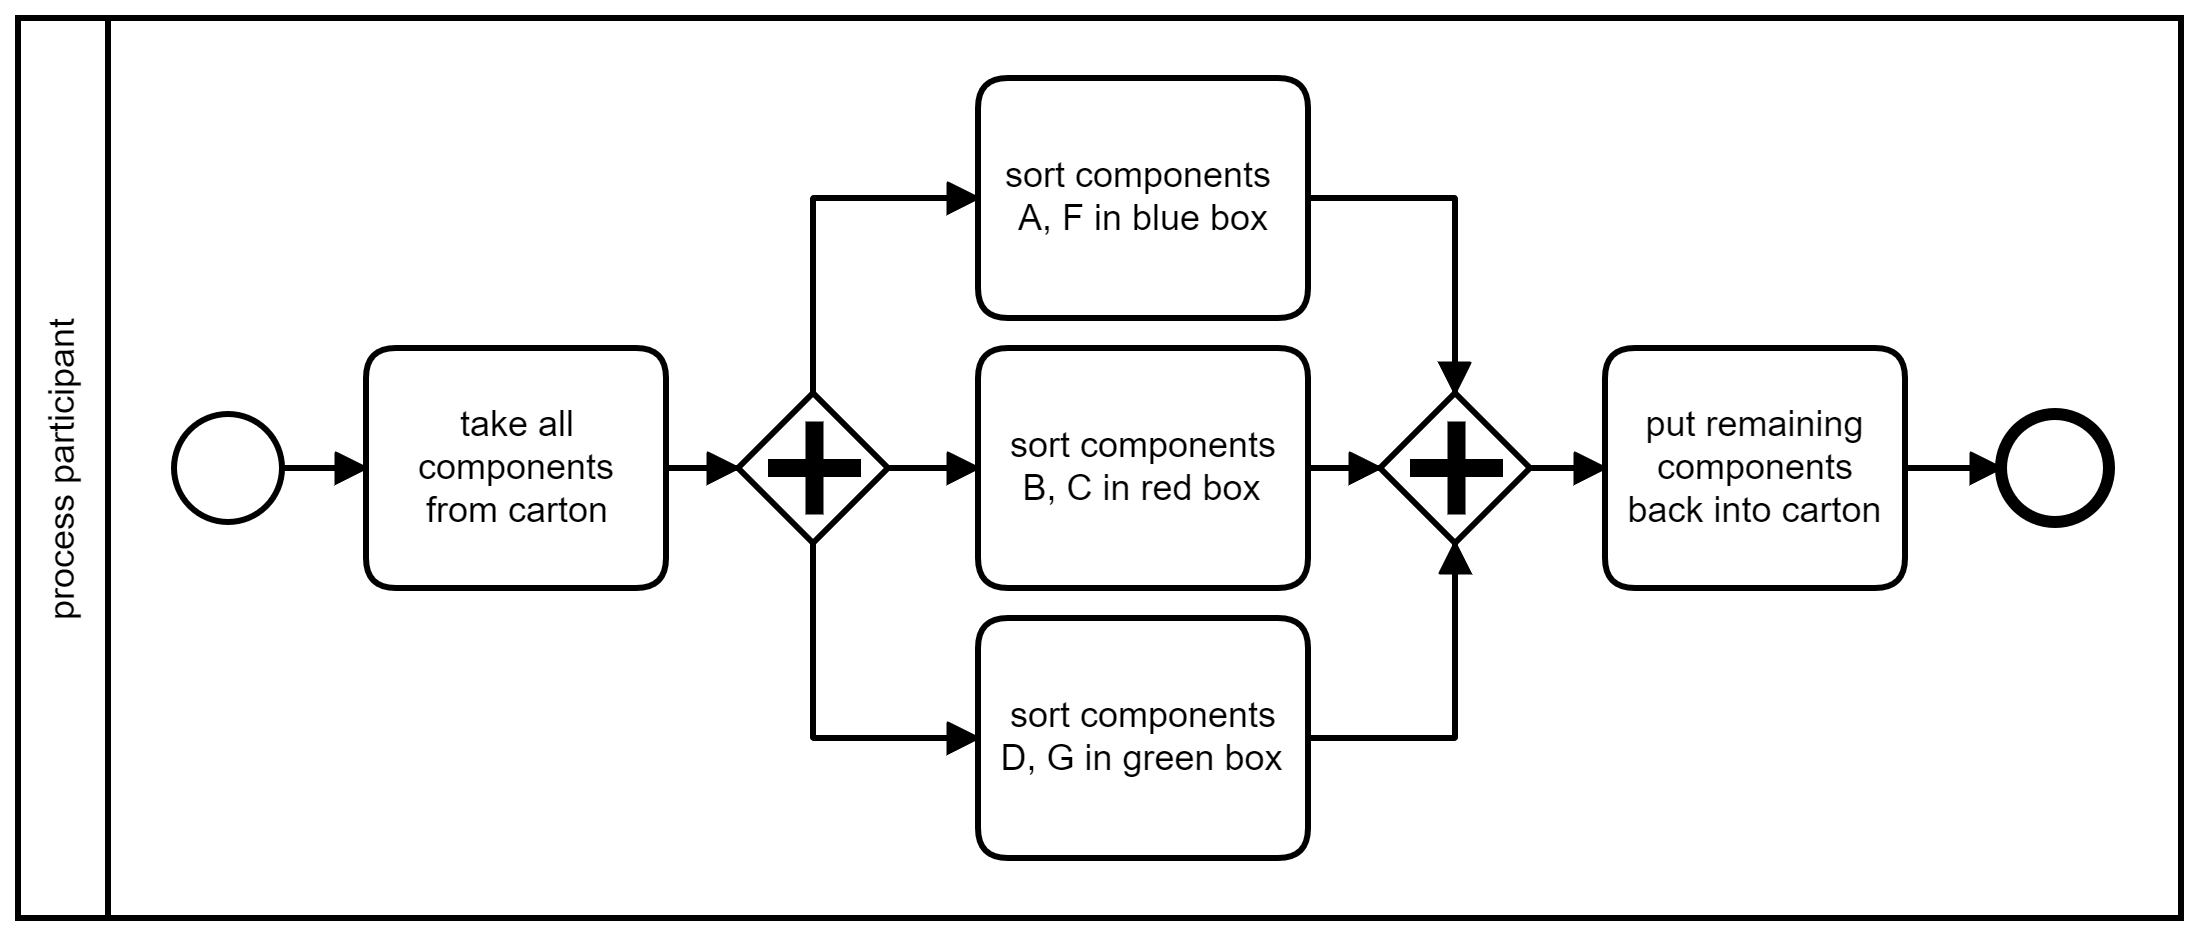 process participant
take all
components
from carton
sort components
A, F in blue box
sort components
B, C in red box
sort components
D, G in green box
put remaining
components
back into carton